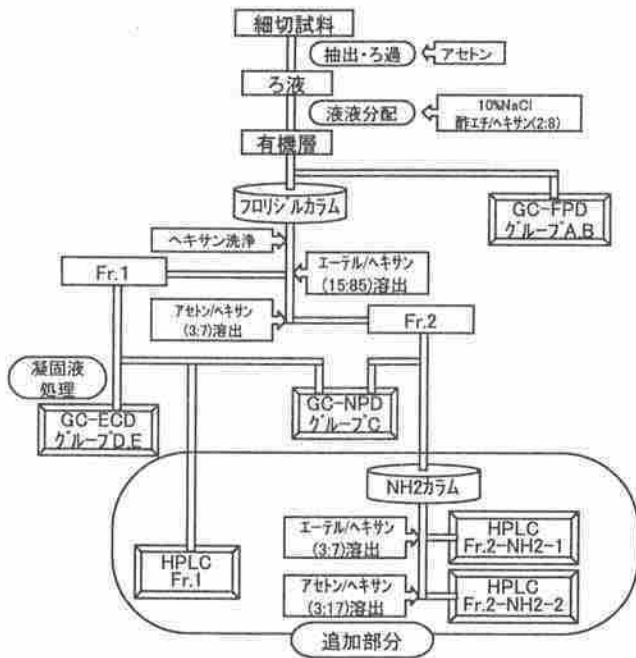 細切試料
抽出・ろ過
アセトン
ろ液
液液分配
10%NaCl
酢エチ/ヘキサン(2:8)
有機層
フロリジルカラム
GC-FPD
グループA.B
ヘキサン洗浄
Fr.1
エーテル/ヘキサン
(15:85)溶出
アセトン/ヘキサン
(3:7)溶出
Fr.2
凝固液
処理
GC-ECD
グループD.E
GC-NPD
グループC
NH2カラム
エーテル/ヘキサン
(3:7)溶出
HPLC
Fr.2-NH2-1
HPLC
Fr.1
アセトン/ヘキサン
(3:17)溶出
HPLC
Fr.2-NH2-2
追加部分